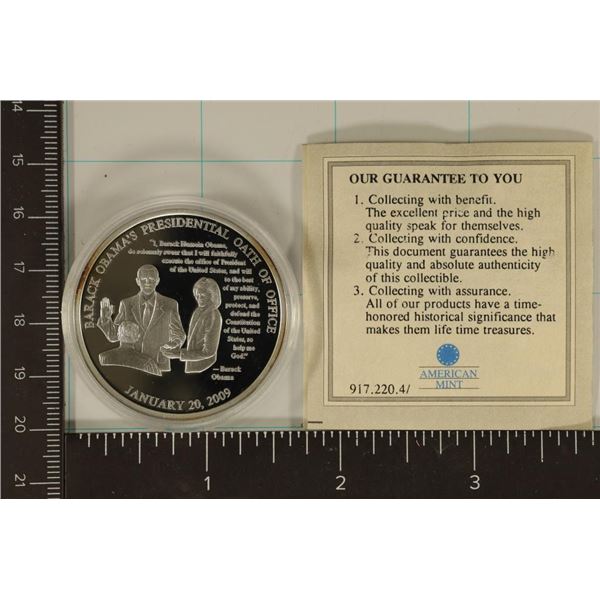 BARACK OBAMA'S PRESIDENTIAL OATH OF OFFICE
"I, Barack Hussein Obama,
do solemnly swear that I will faithfully
execute the office of President
of the United States, and will
to the best
of my ability,
preserve,
protect, and
defend the
Constitution
of the United
States, so
help me
God."
— Barack
Obama
JANUARY 20, 2009
OUR GUARANTEE TO YOU
1. Collecting with benefit.
The excellent price and the high
quality speak for themselves.
2. Collecting with confidence.
This document guarantees the high
quality and absolute authenticity
of this collectible.
3. Collecting with assurance.
All of our products have a time-
honored historical significance that
makes them life time treasures.
AMERICAN
MINT
917.220.4/
14
15
16
17
18
19
20
21
1
2
3